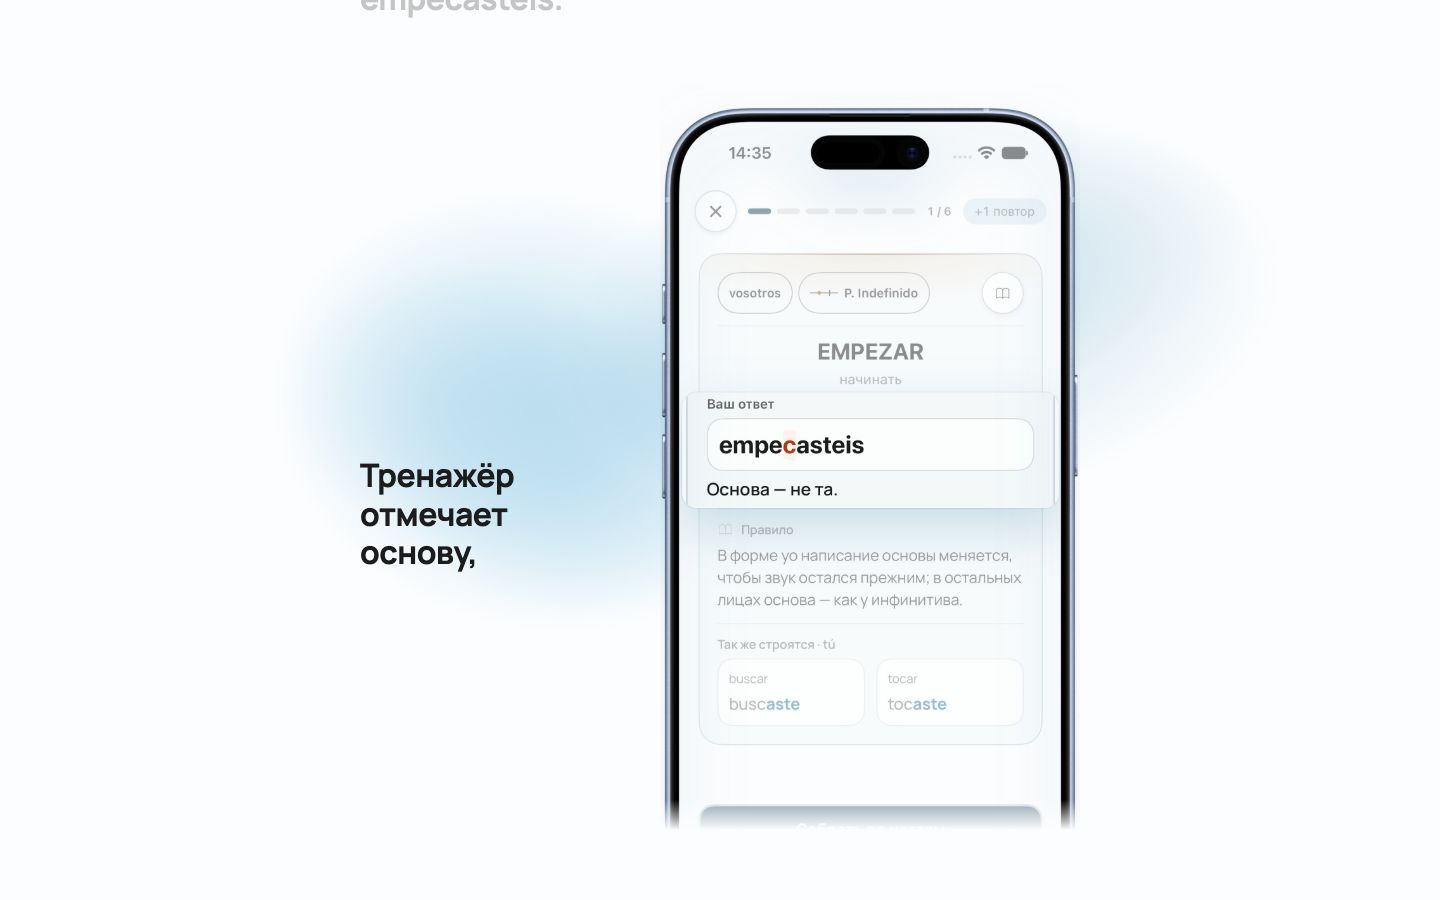 empecasteis.
14:35
1 / 6
+1 повтор
vosotros
P. Indefinido
EMPEZAR
начинать
Ваш ответ
empecasteis
Основа — не та.
Тренажёр
отмечает
основу,
Правило
В форме yo написание основы меняется,
чтобы звук остался прежним; в остальных
лицах основа — как у инфинитива.
Так же строятся · tú
buscar
buscaste
tocar
tocaste